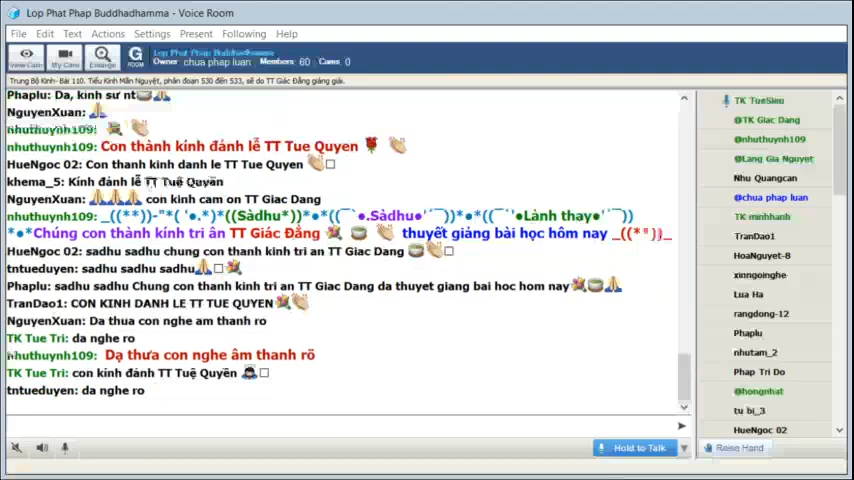 Lop Phat Phap Buddhadhamma - Voice Room
File Edit Text Actions Settings Present Following Help
View Cam My Cam Enlarge G ROOM Lop Phat Phap Buddhadhamma
Owner: chua phap luan Members: 60 Cams: 0
Trung Bộ Kinh- Bài 110. Tiểu Kinh Mãn Nguyệt, phân đoạn 530 đến 533, sẽ do TT Giác Đẳng giảng giải.
Phaplu: Da, kinh sư
NguyenXuan:
nhuthuynh109:
nhuthuynh109: Con thành kính đánh lễ TT Tue Quyen
HueNgoc 02: Con thanh kinh danh le TT Tue Quyen
khema_5: Kính đảnh lễ TT Tuệ Quyền
NguyenXuan: con kinh cam on TT Giac Dang
nhuthuynh109: _((**))-"*( '●.*)*((Sàdhu*))*●*((¯`●.Sàdhu●'´¯))*●*((¯`'●Lành thay●'´¯))
*●*Chúng con thành kính tri ân TT Giác Đẳng thuyết giảng bài học hôm nay _((**))_
HueNgoc 02: sadhu sadhu chung con thanh kinh tri an TT Giac Dang
tntueduyen: sadhu sadhu sadhu
Phaplu: sadhu sadhu Chung con thanh kinh tri an TT Giac Dang da thuyet giang bai hoc hom nay
TranDao1: CON KINH DANH LE TT TUE QUYEN
NguyenXuan: Da thua con nghe am thanh ro
TK Tue Tri: da nghe ro
nhuthuynh109: Dạ thưa con nghe âm thanh rõ
TK Tue Tri: con kính đánh TT Tuệ Quyền
tntueduyen: da nghe ro
Hold to Talk
TK TueSieu
@TK Giac Dang
@nhuthuynh109
@Lang Gia Nguyet
Nhu Quangcan
@chua phap luan
TK minhhanh
TranDao1
HoaNguyet-8
xinngoinghe
Lua Ha
rangdong-12
Phaplu
nhutam_2
Phap Tri Do
@hongnhat
tu bi_3
HueNgoc 02
Raise Hand